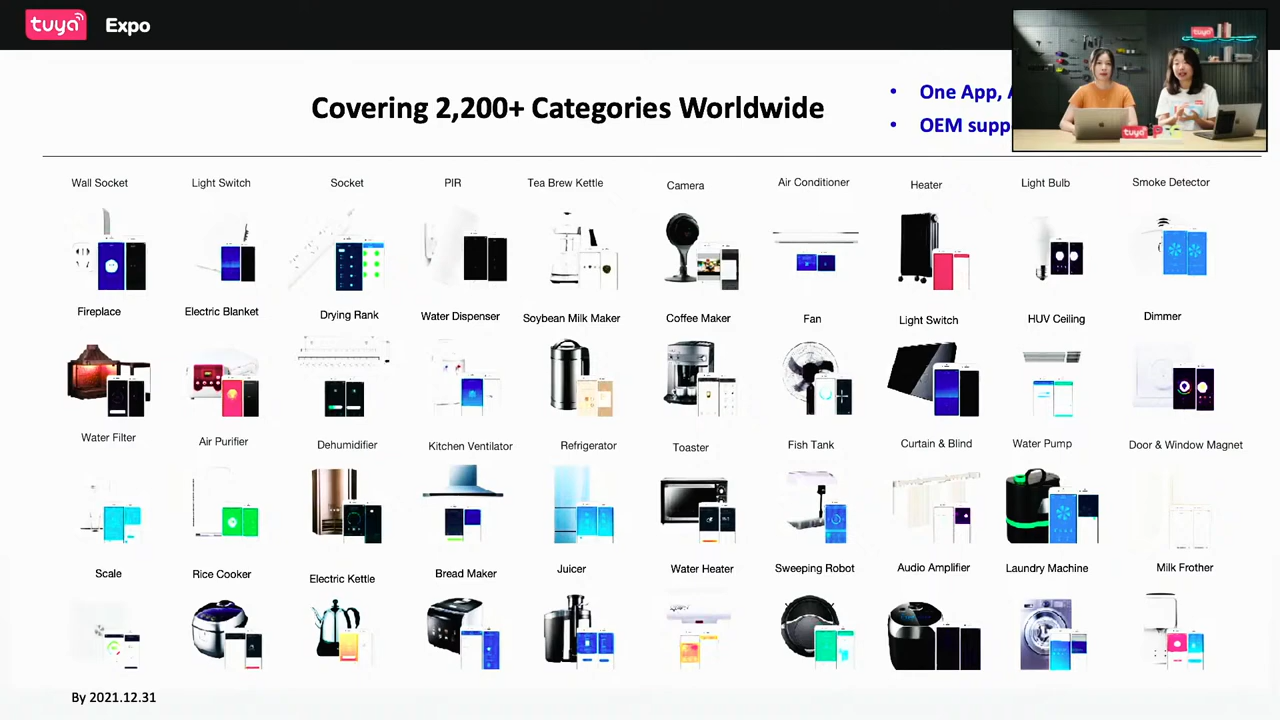 tuya Expo
tuya
Covering 2,200+ Categories Worldwide
• One App,
• OEM
tuya
Wall Socket Light Switch Socket PIR Tea Brew Kettle Camera Air Conditioner Heater Light Bulb Smoke Detector
Fireplace Electric Blanket Drying Rank Water Dispenser Soybean Milk Maker Coffee Maker Fan Light Switch HUV Ceiling Dimmer
Water Filter Air Purifier Dehumidifier Kitchen Ventilator Refrigerator Toaster Fish Tank Curtain & Blind Water Pump Door & Window Magnet
Scale Rice Cooker Electric Kettle Bread Maker Juicer Water Heater Sweeping Robot Audio Amplifier Laundry Machine Milk Frother
By 2021.12.31